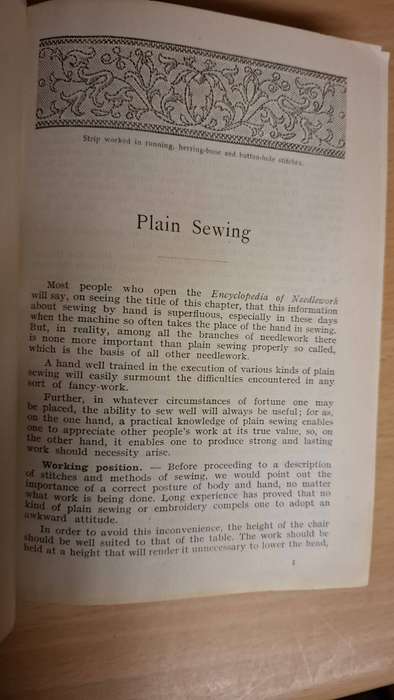 Strip worked in running, herring-bone and button-hole stitches.
Plain Sewing
Most people who open the Encyclopedia of Needlework
will say, on seeing the title of this chapter, that this information
about sewing by hand is superfluous, especially in these days
when the machine so often takes the place of the hand in sewing.
But, in reality, among all the branches of needlework there
is none more important than plain sewing properly so called,
which is the basis of all other needlework.
A hand well trained in the execution of various kinds of plain
sewing will easily surmount the difficulties encountered in any
sort of fancy-work.
Further, in whatever circumstances of fortune one may
be placed, the ability to sew well will always be useful; for as,
on the one hand, a practical knowledge of plain sewing enables
one to appreciate other people's work at its true value, so, on
the other hand, it enables one to produce strong and lasting
work should necessity arise.
Working position. — Before proceeding to a description
of stitches and methods of sewing, we would point out the
importance of a correct posture of body and hand, no matter
what work is being done. Long experience has proved that no
kind of plain sewing or embroidery compels one to adopt an
awkward attitude.
In order to avoid this inconvenience, the height of the chair
should be well suited to that of the table. The work should be
held at a height that will render it unnecessary to lower the head,
1